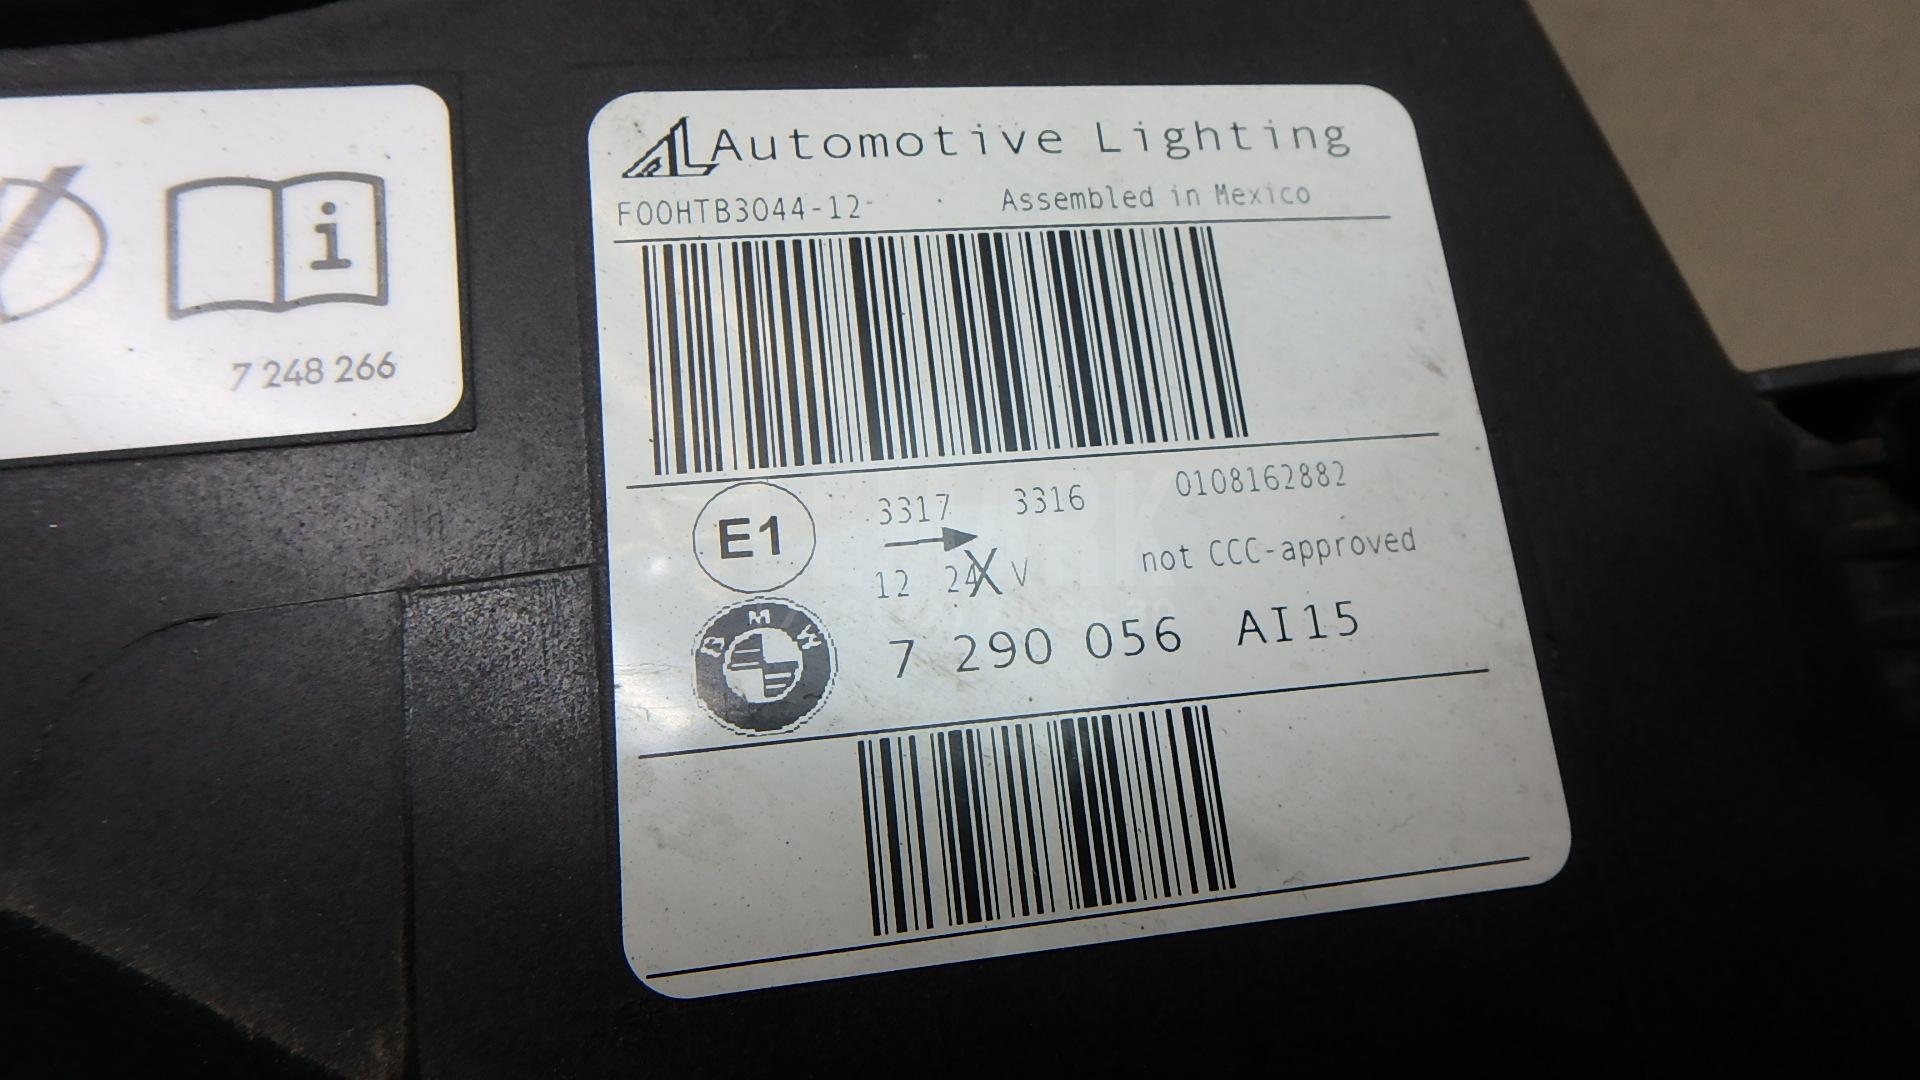 Automotive Lighting
F00HTB3044-12
Assembled in Mexico
3317 3316 0108162882
E1
12 24 V
not CCC-approved
BMW
7 290 056 AI15
i
7 248 266